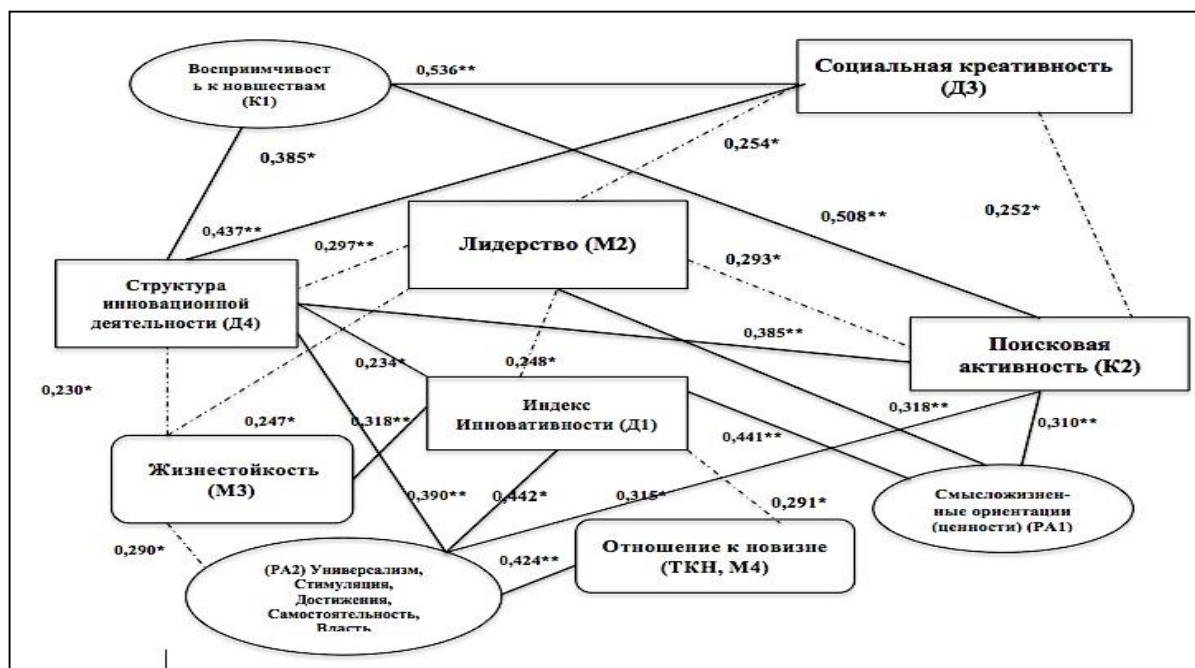 Восприимчивост
ь к новшествам
(К1)
0,536**
Социальная креативность
(Д3)
0,385*
0,254*
0,437**
0,297**
Лидерство (М2)
0,508**
0,252*
0,293*
Структура
инновационной
деятельности (Д4)
0,385**
Поисковая
активность (К2)
0,230*
0,234*
0,248*
Индекс
Инновативности (Д1)
0,247*
0,318**
0,318**
0,441**
0,310**
Жизнестойкость
(М3)
0,390**
0,442*
0,315*
0,291*
Смысложизнен-
ные ориентации
(ценности) (РА1)
0,290*
(РА2) Универсализм,
Стимуляция,
Достижения,
Самостоятельность,
Власть
0,424**
Отношение к новизне
(ТКН, М4)